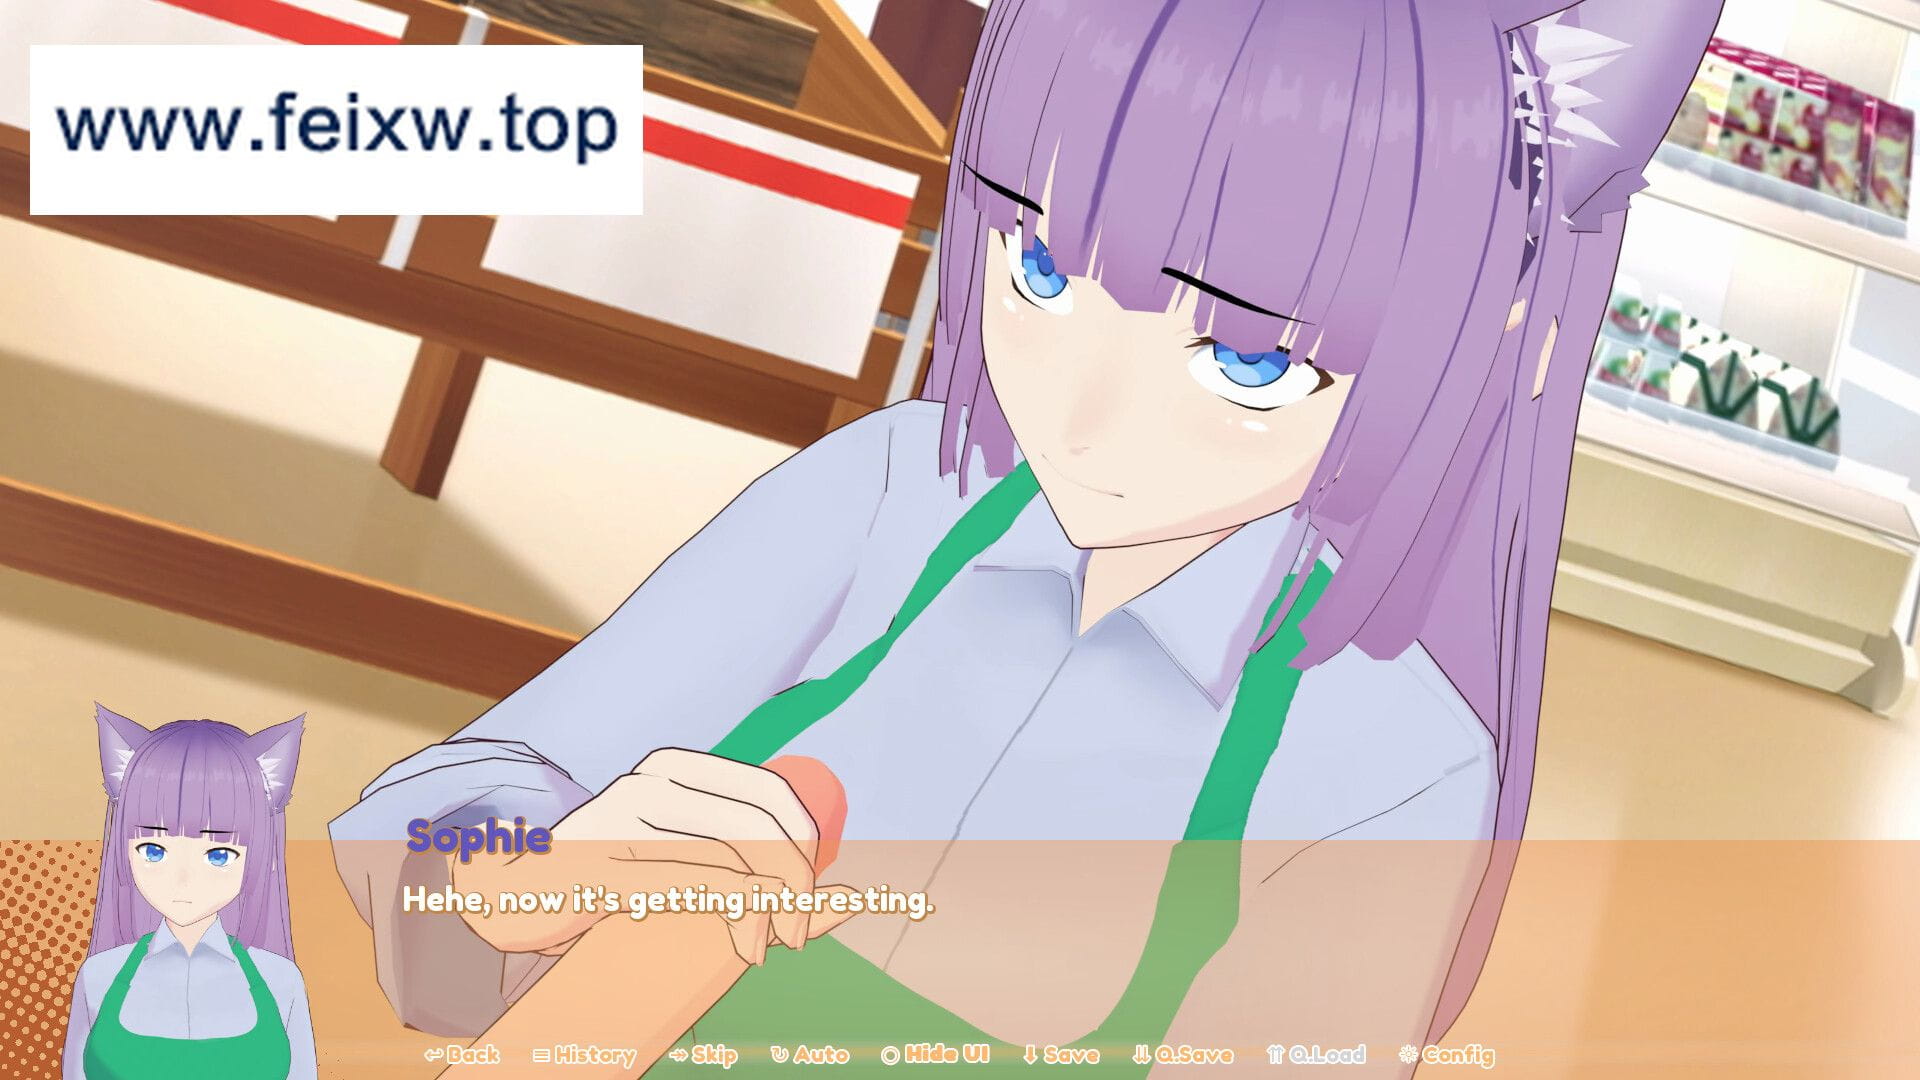 www.feixw.top
Sophie
Hehe, now it's getting interesting.
Back History Skip Auto Hide UI Save Q.Save Q.Load Config